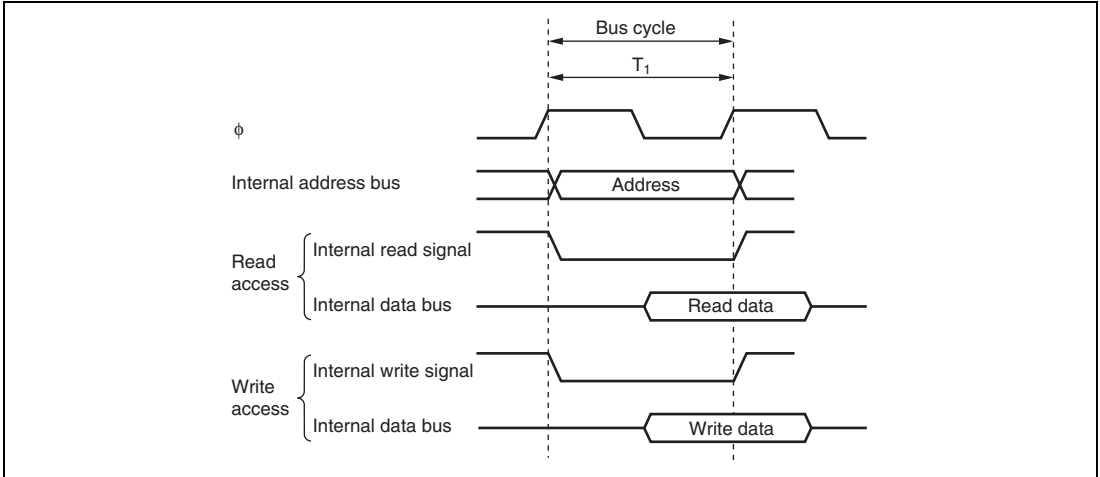 Bus cycle
T₁
ϕ
Internal address bus
Address
Read
access
Internal read signal
Internal data bus
Read data
Write
access
Internal write signal
Internal data bus
Write data